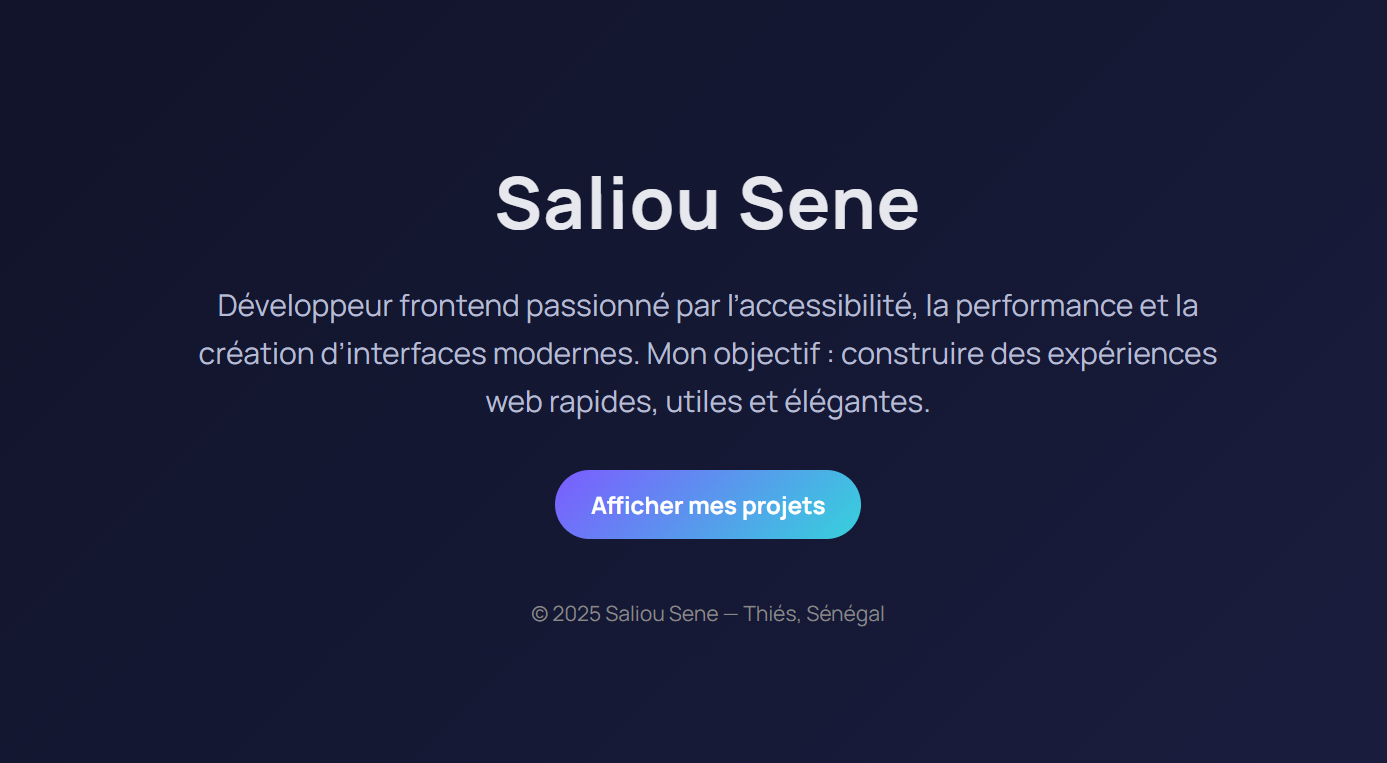 Saliou Sene
Développeur frontend passionné par l’accessibilité, la performance et la
création d’interfaces modernes. Mon objectif : construire des expériences
web rapides, utiles et élégantes.
Afficher mes projets
© 2025 Saliou Sene — Thiés, Sénégal